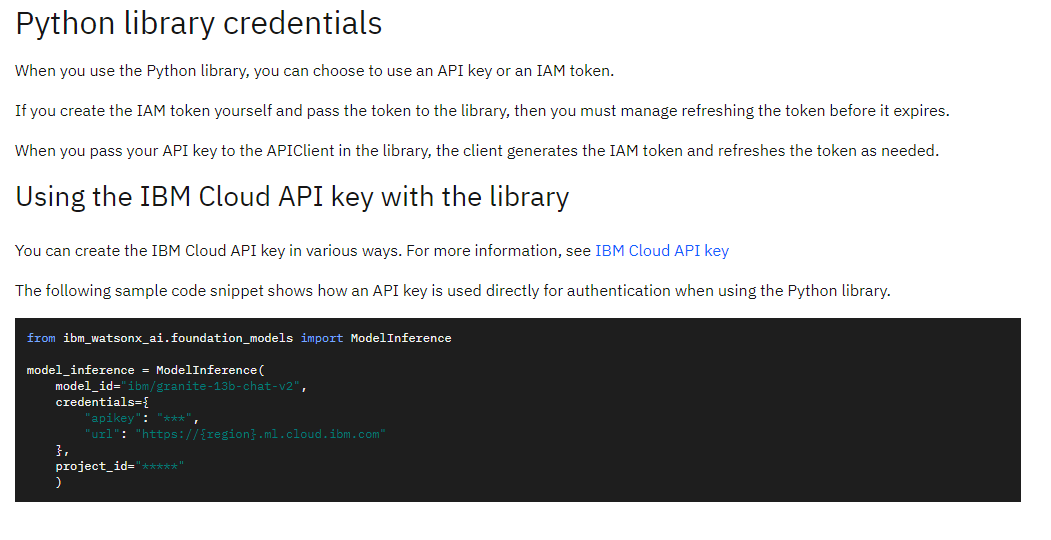 Python library credentials
When you use the Python library, you can choose to use an API key or an IAM token.
If you create the IAM token yourself and pass the token to the library, then you must manage refreshing the token before it expires.
When you pass your API key to the APIClient in the library, the client generates the IAM token and refreshes the token as needed.
Using the IBM Cloud API key with the library
You can create the IBM Cloud API key in various ways. For more information, see IBM Cloud API key
The following sample code snippet shows how an API key is used directly for authentication when using the Python library.
from ibm_watsonx_ai.foundation_models import ModelInference
model_inference = ModelInference(
    model_id="ibm/granite-13b-chat-v2",
    credentials={
        "apikey": "***",
        "url": "https://{region}.ml.cloud.ibm.com"
    },
    project_id="*****"
    )